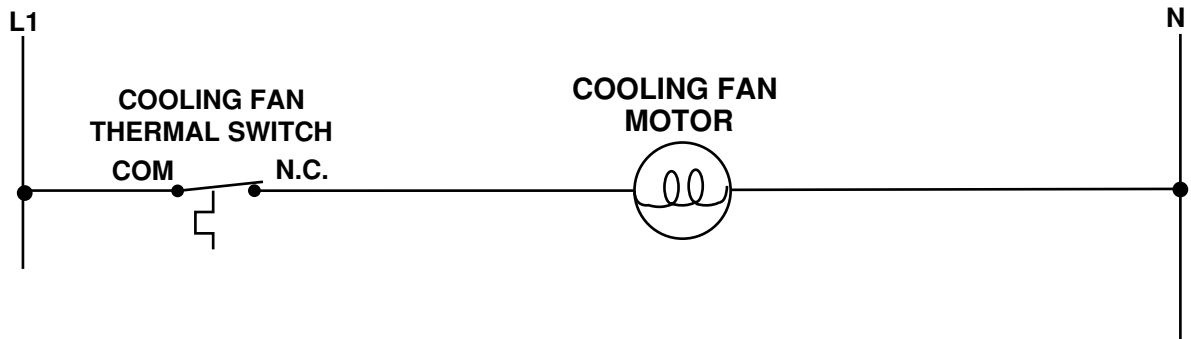 L1
N
COOLING FAN
THERMAL SWITCH
COM
N.C.
COOLING FAN
MOTOR